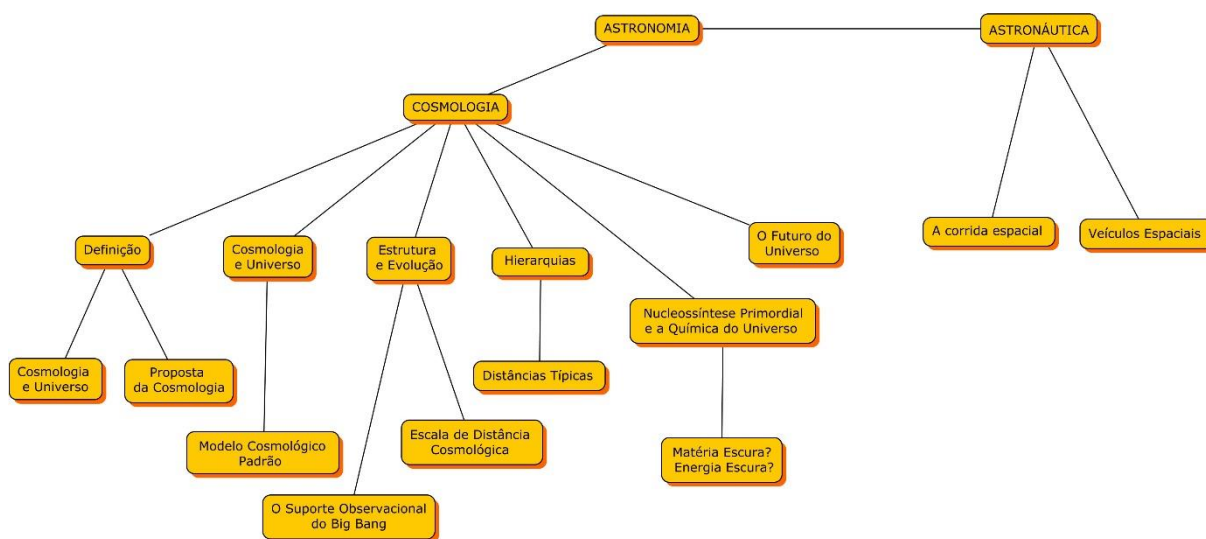 ASTRONOMIA
ASTRONÁUTICA
COSMOLOGIA
Definição
Cosmologia
e Universo
Estrutura
e Evolução
Hierarquias
O Futuro do
Universo
A corrida espacial
Veículos Espaciais
Nucleossíntese Primordial
e a Química do Universo
Cosmologia
e Universo
Proposta
da Cosmologia
Distâncias Típicas
Modelo Cosmológico
Padrão
Escala de Distância
Cosmológica
Matéria Escura?
Energia Escura?
O Suporte Observacional
do Big Bang